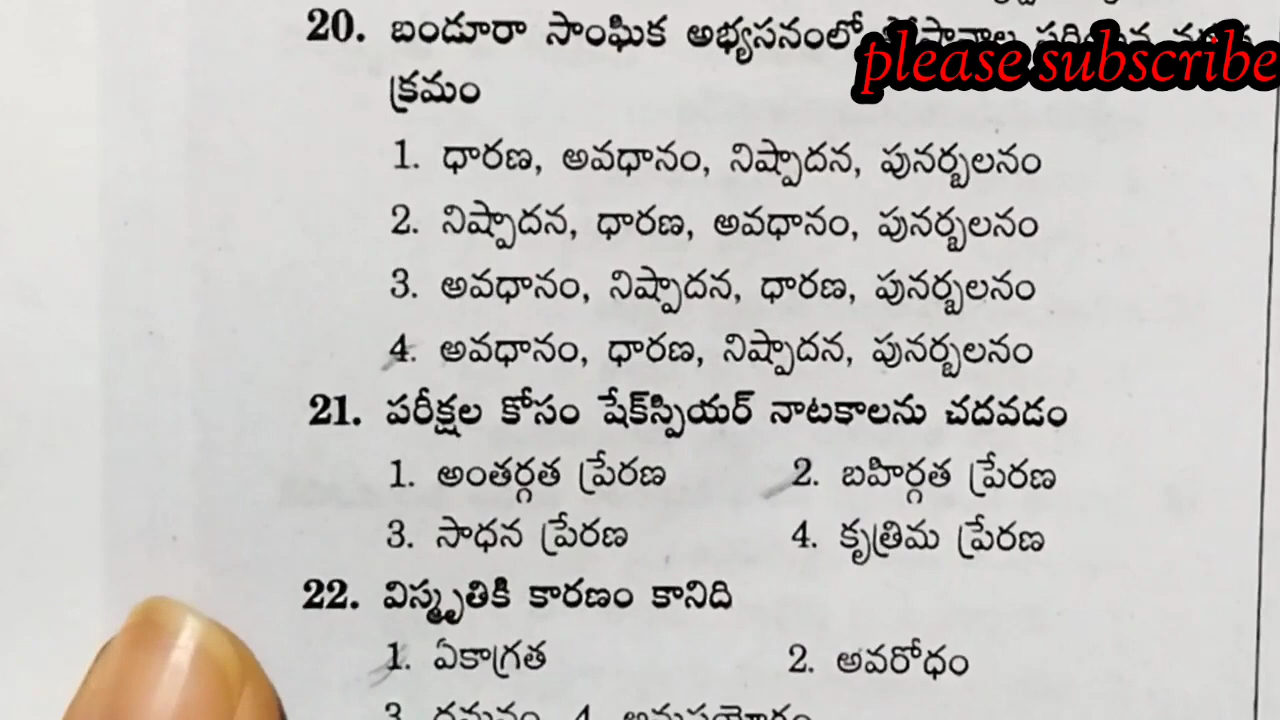 20. బండూరా సాంఘిక అభ్యసనంలో
please subscribe
క్రమం
1. ధారణ, అవధానం, నిష్పాదన, పునర్బలనం
2. నిష్పాదన, ధారణ, అవధానం, పునర్బలనం
3. అవధానం, నిష్పాదన, ధారణ, పునర్బలనం
4. అవధానం, ధారణ, నిష్పాదన, పునర్బలనం
21. పరీక్షల కోసం షేక్‌స్పియర్ నాటకాలను చదవడం
1. అంతర్గత ప్రేరణ 2. బహిర్గత ప్రేరణ
3. సాధన ప్రేరణ 4. కృత్రిమ ప్రేరణ
22. విస్మృతికి కారణం కానిది
1. ఏకాగ్రత 2. అవరోధం
3. 4.